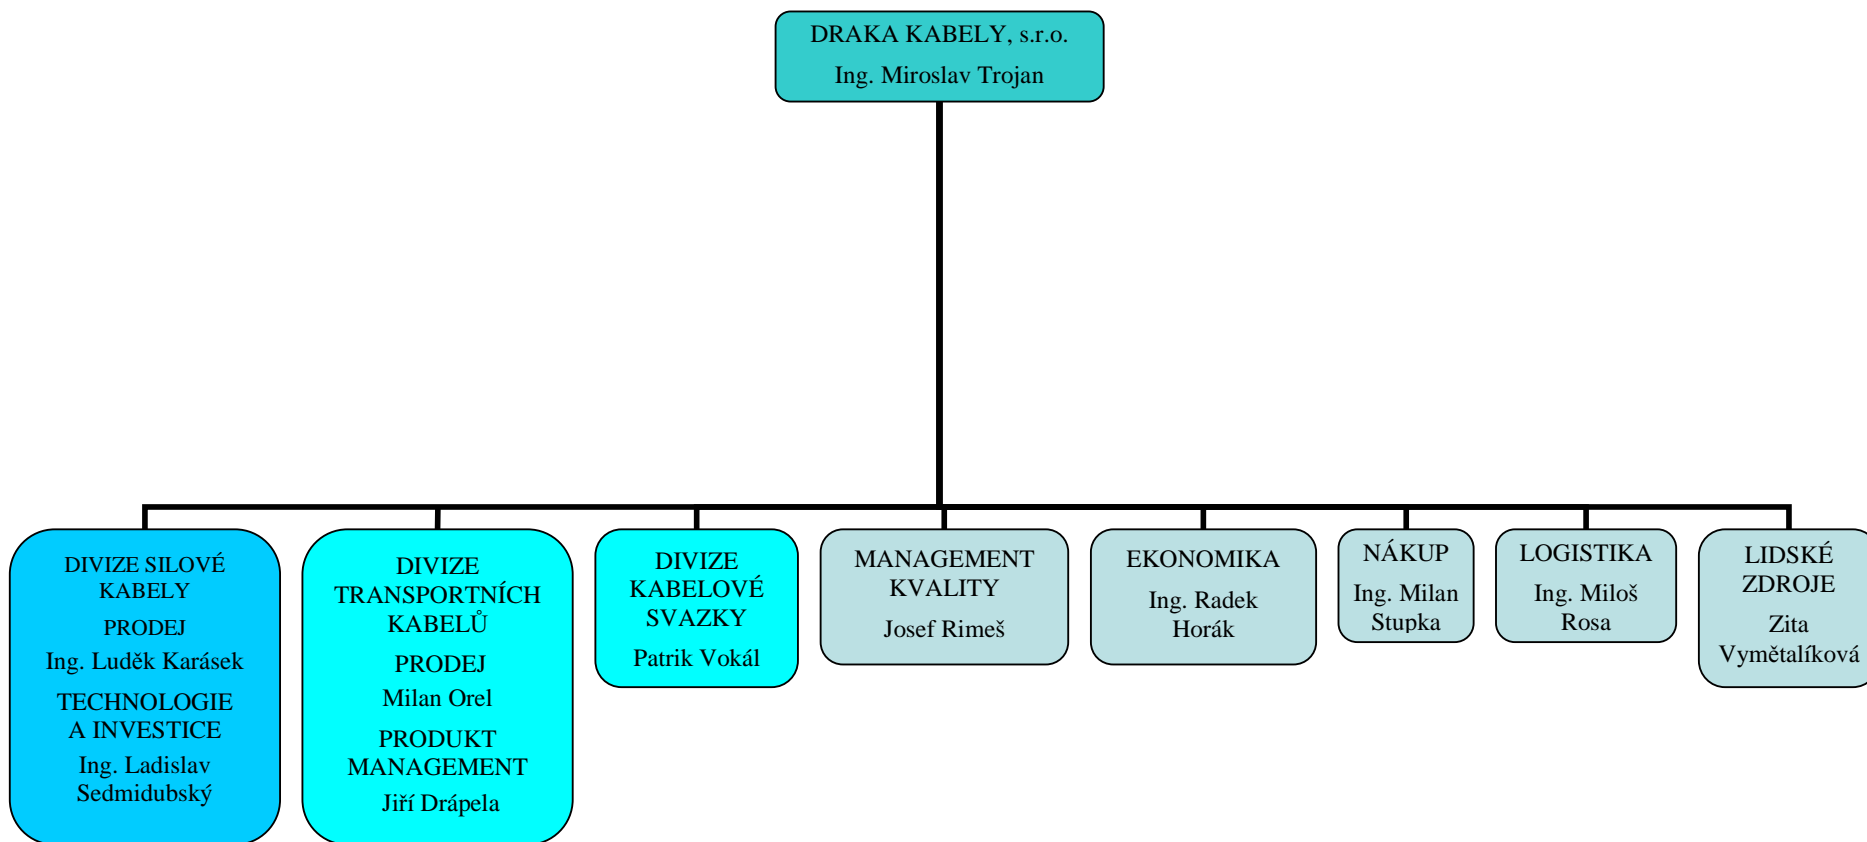 DRAKA KABELY, s.r.o.
Ing. Miroslav Trojan
DIVIZE SILOVÉ
KABELY
PRODEJ
Ing. Luděk Karásek
TECHNOLOGIE
A INVESTICE
Ing. Ladislav
Sedmidubský
DIVIZE
TRANSPORTNÍCH
KABELŮ
PRODEJ
Milan Orel
PRODUKT
MANAGEMENT
Jiří Drápela
DIVIZE
KABELOVÉ
SVAZKY
Patrik Vokál
MANAGEMENT
KVALITY
Josef Rimeš
EKONOMIKA
Ing. Radek
Horák
NÁKUP
Ing. Milan
Stupka
LOGISTIKA
Ing. Miloš
Rosa
LIDSKÉ
ZDROJE
Zita
Vymětalíková